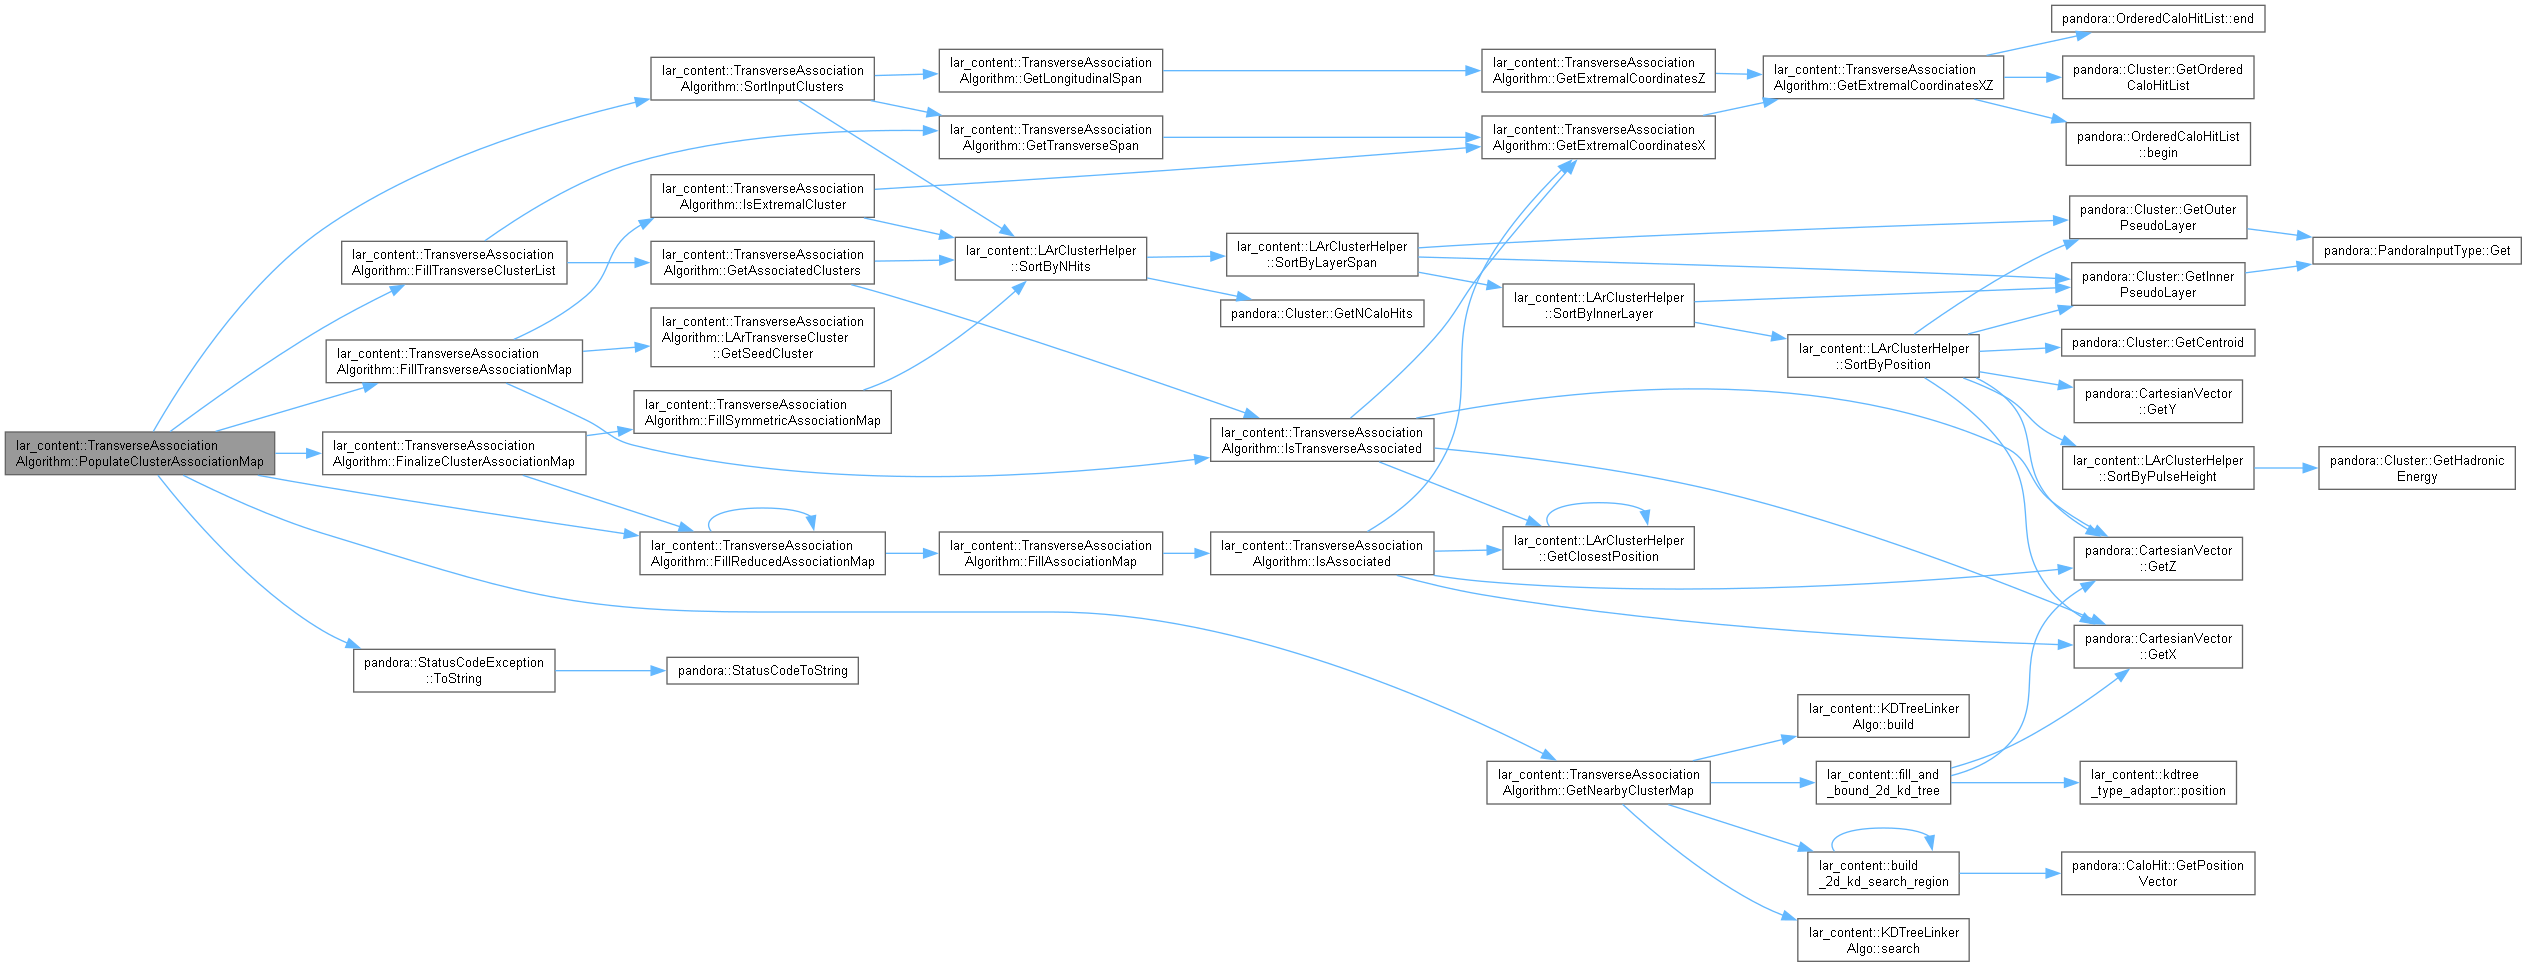 lar_content::TransverseAssociation
Algorithm::PopulateClusterAssociationMap
lar_content::TransverseAssociation
Algorithm::FillTransverseClusterList
lar_content::TransverseAssociation
Algorithm::FillTransverseAssociationMap
lar_content::TransverseAssociation
Algorithm::FinalizeClusterAssociationMap
pandora::StatusCodeException
::ToString
lar_content::TransverseAssociation
Algorithm::SortInputClusters
lar_content::TransverseAssociation
Algorithm::IsExtremalCluster
lar_content::TransverseAssociation
Algorithm::GetAssociatedClusters
lar_content::TransverseAssociation
Algorithm::LArTransverseCluster
::GetSeedCluster
lar_content::TransverseAssociation
Algorithm::FillSymmetricAssociationMap
lar_content::TransverseAssociation
Algorithm::FillReducedAssociationMap
pandora::StatusCodeToString
lar_content::TransverseAssociation
Algorithm::GetLongitudinalSpan
lar_content::TransverseAssociation
Algorithm::GetTransverseSpan
lar_content::LArClusterHelper
::SortByNHits
lar_content::TransverseAssociation
Algorithm::FillAssociationMap
lar_content::LArClusterHelper
::SortByLayerSpan
pandora::Cluster::GetNCaloHits
lar_content::TransverseAssociation
Algorithm::IsTransverseAssociated
lar_content::TransverseAssociation
Algorithm::IsAssociated
lar_content::TransverseAssociation
Algorithm::GetExtremalCoordinatesZ
lar_content::TransverseAssociation
Algorithm::GetExtremalCoordinatesX
lar_content::LArClusterHelper
::SortByInnerLayer
lar_content::LArClusterHelper
::GetClosestPosition
lar_content::TransverseAssociation
Algorithm::GetNearbyClusterMap
lar_content::TransverseAssociation
Algorithm::GetExtremalCoordinatesXZ
lar_content::LArClusterHelper
::SortByPosition
lar_content::KDTreeLinker
Algo::build
lar_content::fill_and
_bound_2d_kd_tree
lar_content::build
_2d_kd_search_region
lar_content::KDTreeLinker
Algo::search
pandora::OrderedCaloHitList::end
pandora::Cluster::GetOrdered
CaloHitList
pandora::OrderedCaloHitList
::begin
pandora::Cluster::GetOuter
PseudoLayer
pandora::Cluster::GetInner
PseudoLayer
pandora::Cluster::GetCentroid
pandora::CartesianVector
::GetY
lar_content::LArClusterHelper
::SortByPulseHeight
pandora::CartesianVector
::GetZ
pandora::CartesianVector
::GetX
lar_content::kdtree
_type_adaptor::position
pandora::CaloHit::GetPosition
Vector
pandora::PandoraInputType::Get
pandora::Cluster::GetHadronic
Energy